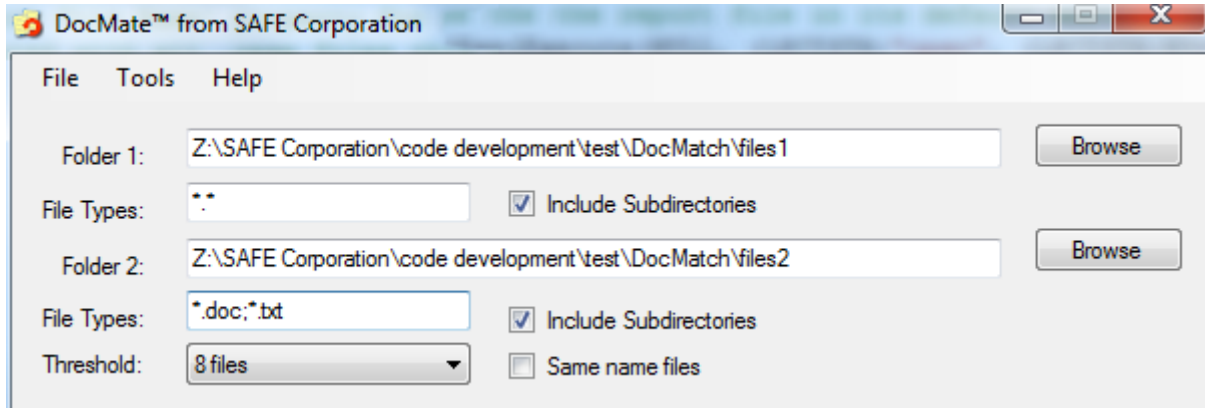 DocMate™ from SAFE Corporation
File Tools Help
Folder 1: Z:\SAFE Corporation\code development\test\DocMatch\files1 Browse
File Types: *.* Include Subdirectories
Folder 2: Z:\SAFE Corporation\code development\test\DocMatch\files2 Browse
File Types: *.doc;*.txt Include Subdirectories
Threshold: 8 files Same name files